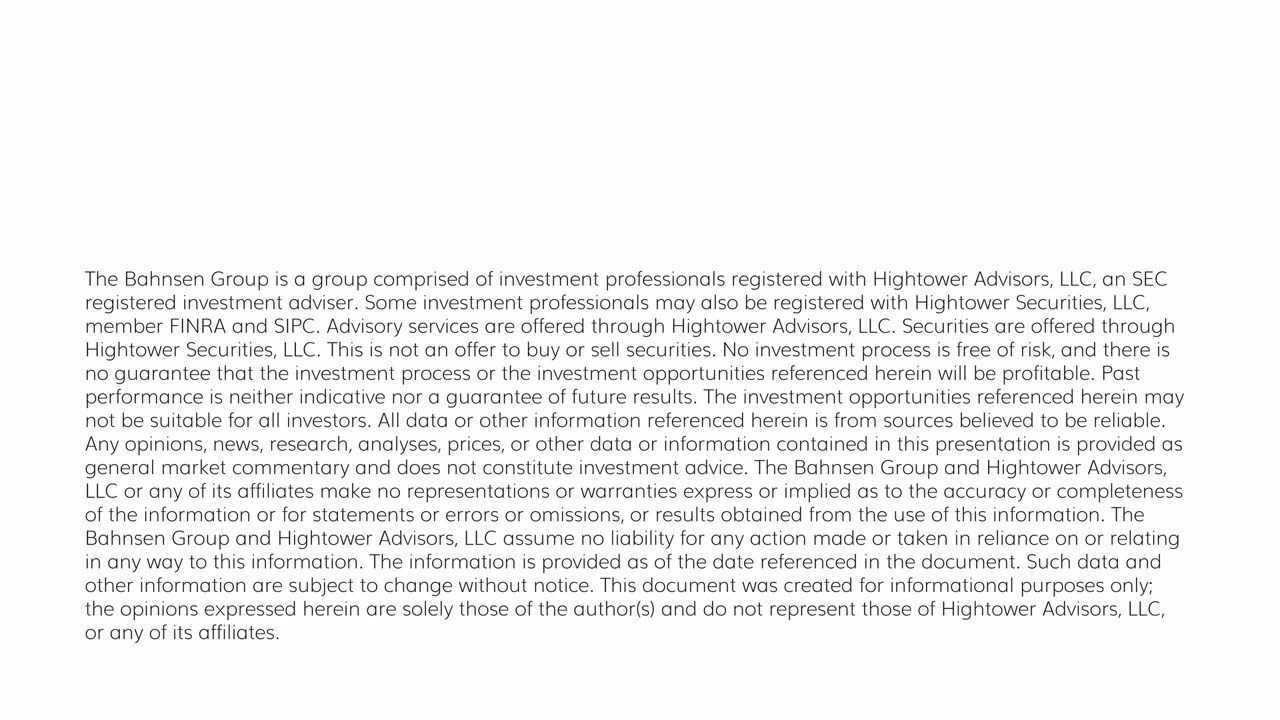 The Bahnsen Group is a group comprised of investment professionals registered with Hightower Advisors, LLC, an SEC
registered investment adviser. Some investment professionals may also be registered with Hightower Securities, LLC,
member FINRA and SIPC. Advisory services are offered through Hightower Advisors, LLC. Securities are offered through
Hightower Securities, LLC. This is not an offer to buy or sell securities. No investment process is free of risk, and there is
no guarantee that the investment process or the investment opportunities referenced herein will be profitable. Past
performance is neither indicative nor a guarantee of future results. The investment opportunities referenced herein may
not be suitable for all investors. All data or other information referenced herein is from sources believed to be reliable.
Any opinions, news, research, analyses, prices, or other data or information contained in this presentation is provided as
general market commentary and does not constitute investment advice. The Bahnsen Group and Hightower Advisors,
LLC or any of its affiliates make no representations or warranties express or implied as to the accuracy or completeness
of the information or for statements or errors or omissions, or results obtained from the use of this information. The
Bahnsen Group and Hightower Advisors, LLC assume no liability for any action made or taken in reliance on or relating
in any way to this information. The information is provided as of the date referenced in the document. Such data and
other information are subject to change without notice. This document was created for informational purposes only;
the opinions expressed herein are solely those of the author(s) and do not represent those of Hightower Advisors, LLC,
or any of its affiliates.